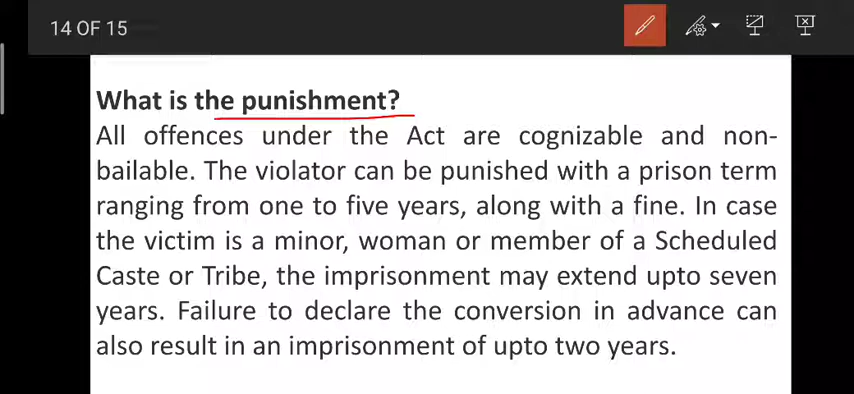 14 OF 15
What is the punishment?
All offences under the Act are cognizable and non-
bailable. The violator can be punished with a prison term
ranging from one to five years, along with a fine. In case
the victim is a minor, woman or member of a Scheduled
Caste or Tribe, the imprisonment may extend upto seven
years. Failure to declare the conversion in advance can
also result in an imprisonment of upto two years.